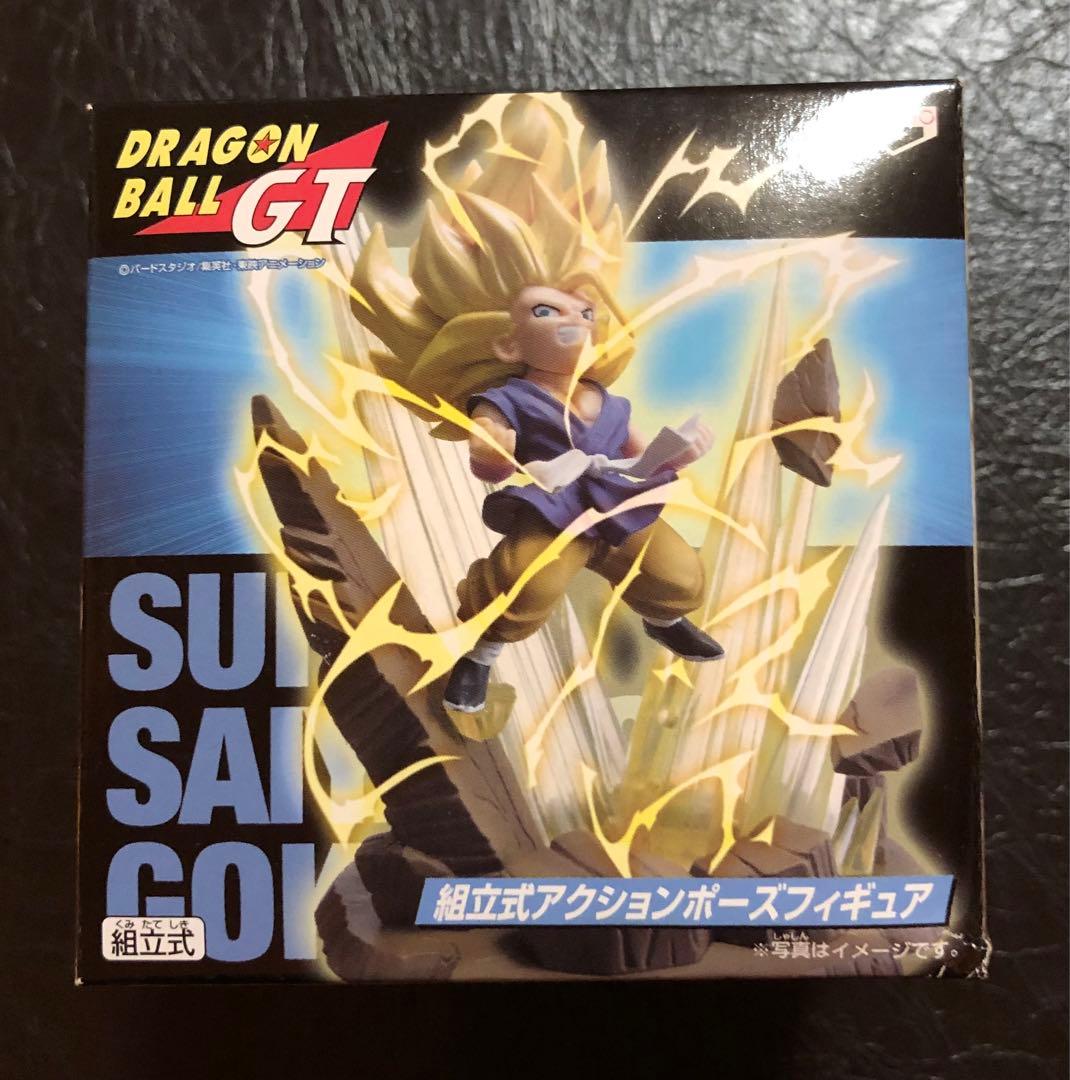 DRAGON
BALL GT
©バードスタジオ/集英社・東映アニメーション
SU
SAI
GOK
くみ たて しき
組立式
組立式アクションポーズフィギュア
しゃしん
※写真はイメージです。